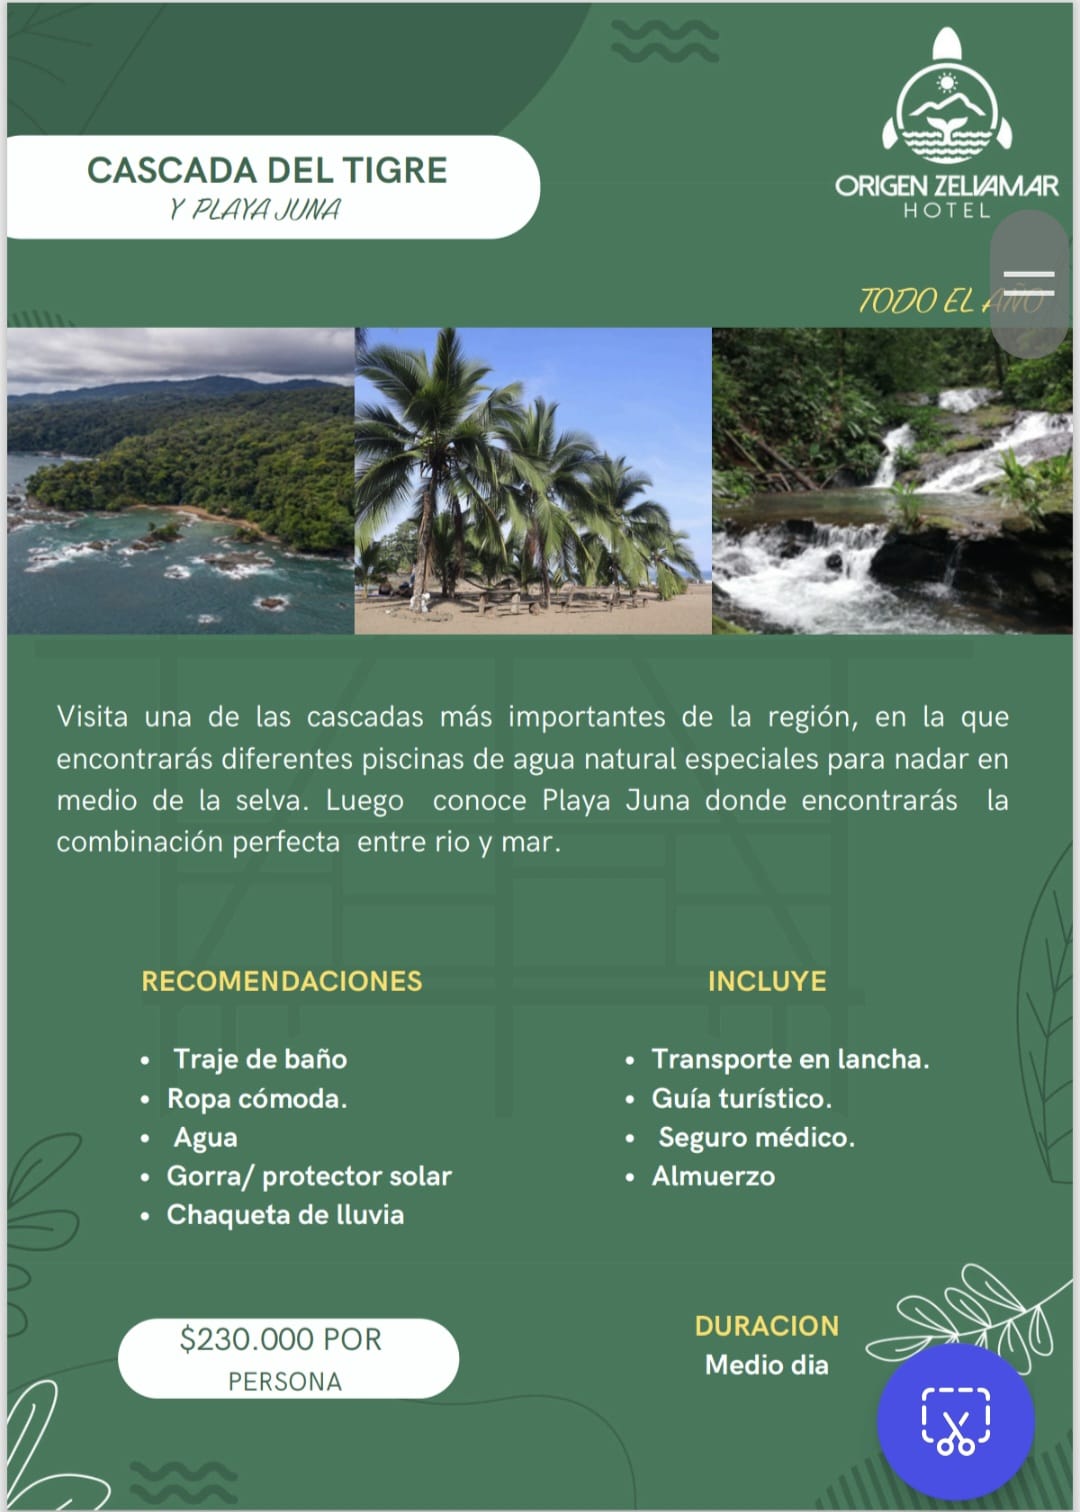 CASCADA DEL TIGRE
Y PLAYA JUNA
ORIGEN ZELVAMAR
HOTEL
TODO EL AÑO
Visita una de las cascadas más importantes de la región, en la que
encontrarás diferentes piscinas de agua natural especiales para nadar en
medio de la selva. Luego conoce Playa Juna donde encontrarás la
combinación perfecta entre rio y mar.
RECOMENDACIONES
• Traje de baño
• Ropa cómoda.
• Agua
• Gorra/ protector solar
• Chaqueta de lluvia
INCLUYE
• Transporte en lancha.
• Guía turístico.
• Seguro médico.
• Almuerzo
$230.000 POR
PERSONA
DURACION
Medio dia